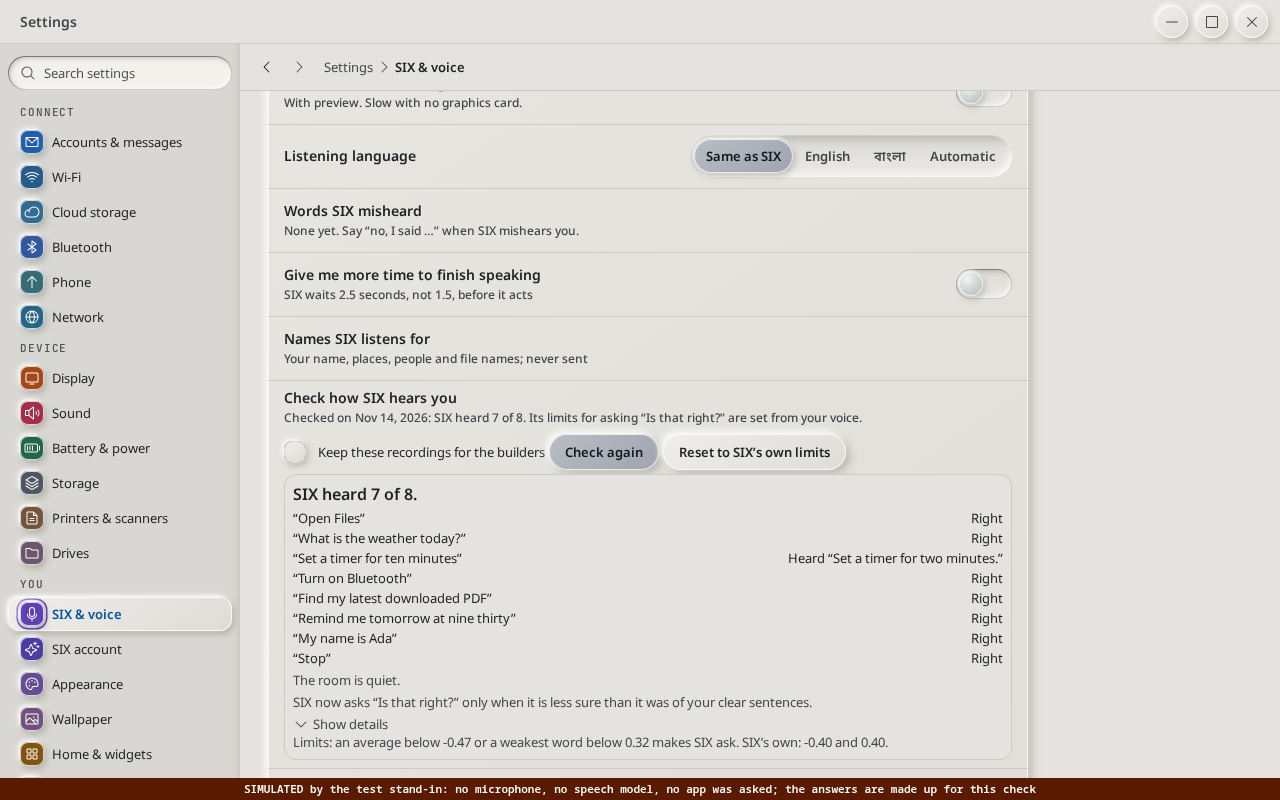 Settings
Search settings
Settings > SIX & voice
CONNECT
Accounts & messages
Wi-Fi
Cloud storage
Bluetooth
Phone
Network
DEVICE
Display
Sound
Battery & power
Storage
Printers & scanners
Drives
YOU
SIX & voice
SIX account
Appearance
Wallpaper
Home & widgets
With preview. Slow with no graphics card.
Listening language
Same as SIX English বাংলা Automatic
Words SIX misheard
None yet. Say “no, I said …” when SIX mishears you.
Give me more time to finish speaking
SIX waits 2.5 seconds, not 1.5, before it acts
Names SIX listens for
Your name, places, people and file names; never sent
Check how SIX hears you
Checked on Nov 14, 2026: SIX heard 7 of 8. Its limits for asking “Is that right?” are set from your voice.
Keep these recordings for the builders Check again Reset to SIX’s own limits
SIX heard 7 of 8.
“Open Files” Right
“What is the weather today?” Right
“Set a timer for ten minutes” Heard “Set a timer for two minutes.”
“Turn on Bluetooth” Right
“Find my latest downloaded PDF” Right
“Remind me tomorrow at nine thirty” Right
“My name is Ada” Right
“Stop” Right
The room is quiet.
SIX now asks “Is that right?” only when it is less sure than it was of your clear sentences.
Show details
Limits: an average below -0.47 or a weakest word below 0.32 makes SIX ask. SIX’s own: -0.40 and 0.40.
SIMULATED by the test stand-in: no microphone, no speech model, no app was asked; the answers are made up for this check